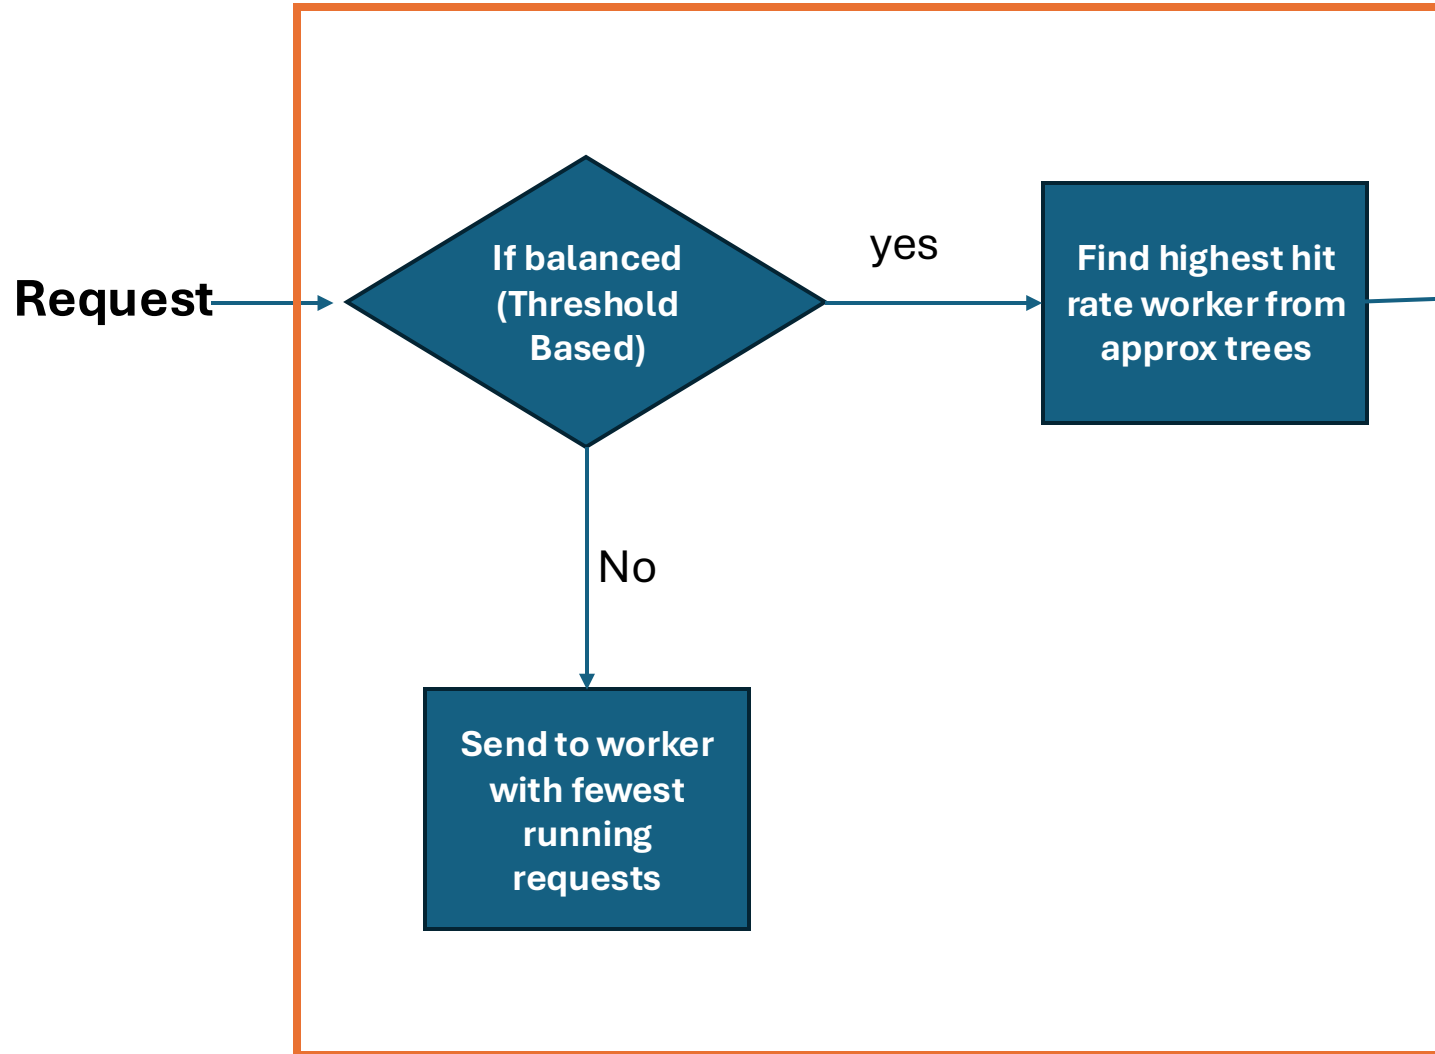 Request
If balanced
(Threshold
Based)
yes
Find highest hit
rate worker from
approx trees
No
Send to worker
with fewest
running
requests